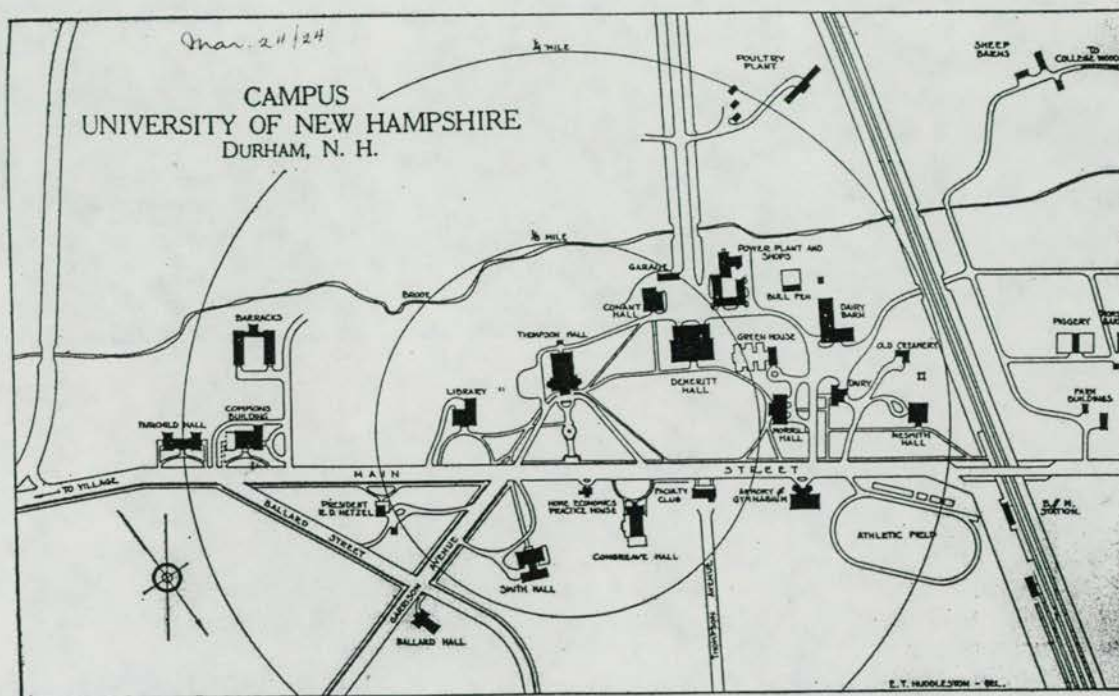 Mar. 24/24
CAMPUS
UNIVERSITY OF NEW HAMPSHIRE
DURHAM, N. H.
¼ MILE
POULTRY
PLANT
SHEEP
BARNS
TO
COLLEGE WOODS
⅛ MILE
BROOK
GARAGE
POWER PLANT AND
SHOPS
BULL PEN
CONANT
HALL
DAIRY
BARN
BARRACKS
THOMPSON HALL
GREEN HOUSE
OLD CREAMERY
PIGGERY
DEMERITT
HALL
LIBRARY
DAIRY
FARM
BUILDINGS
COMMONS
BUILDING
FAIRCHILD HALL
MORRILL
HALL
NESMITH
HALL
MAIN STREET
TO VILLAGE
PRESIDENT
R.D. HETZEL
HOME ECONOMICS
PRACTICE HOUSE
FACULTY
CLUB
ARMORY &
GYMNASIUM
B. & M.
STATION
BALLARD STREET
GARRISON AVENUE
CONGREAVE HALL
ATHLETIC FIELD
SMITH HALL
THOMPSON AVENUE
BALLARD HALL
E.T. HUDDLESTON - DEL.